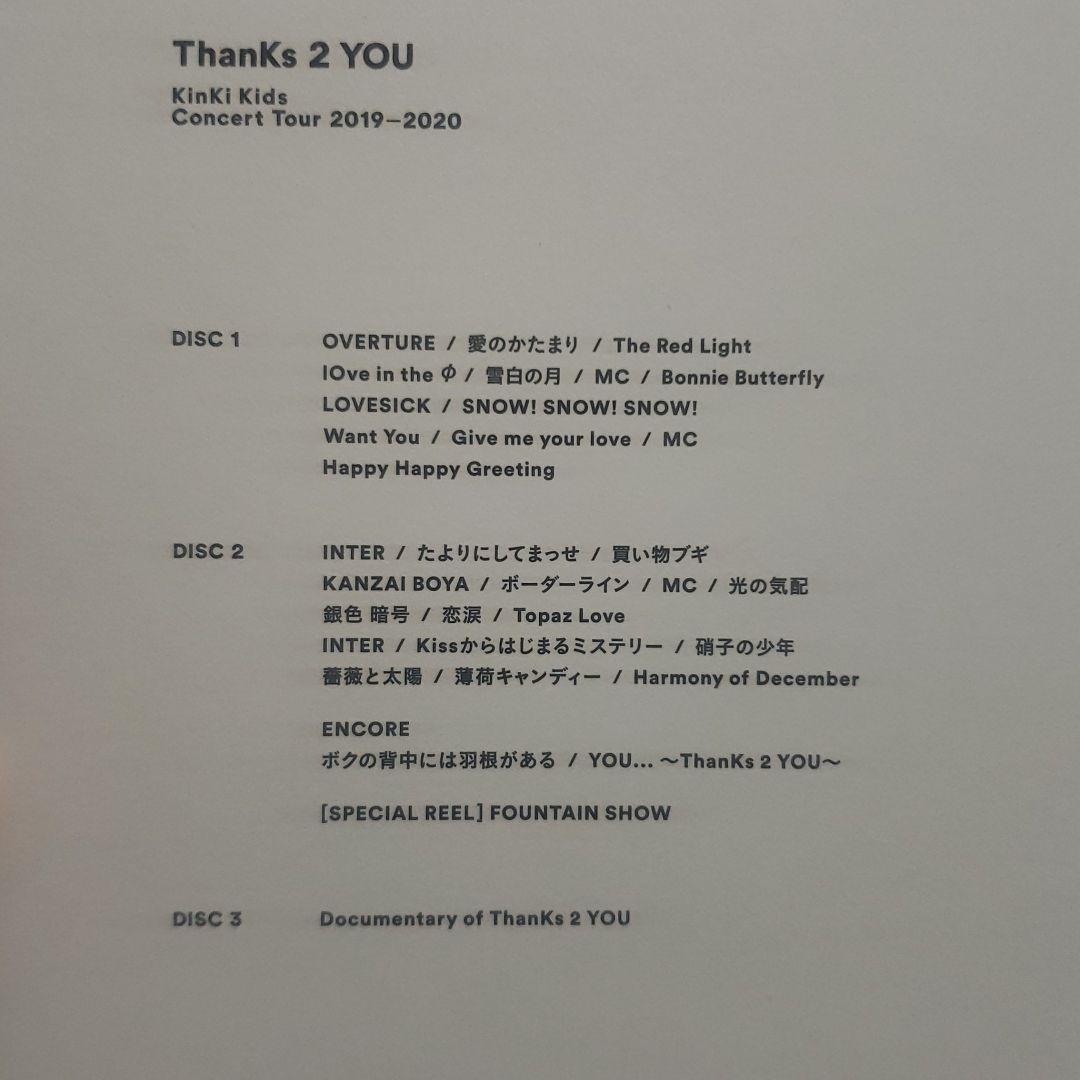 ThanKs 2 YOU
KinKi Kids
Concert Tour 2019–2020
DISC 1 OVERTURE / 愛のかたまり / The Red Light
lOve in the Φ / 雪白の月 / MC / Bonnie Butterfly
LOVESICK / SNOW! SNOW! SNOW!
Want You / Give me your love / MC
Happy Happy Greeting
DISC 2 INTER / たよりにしてまっせ / 買い物ブギ
KANZAI BOYA / ボーダーライン / MC / 光の気配
銀色 暗号 / 恋涙 / Topaz Love
INTER / Kissからはじまるミステリー / 硝子の少年
薔薇と太陽 / 薄荷キャンディー / Harmony of December
ENCORE
ボクの背中には羽根がある / YOU... ～ThanKs 2 YOU～
[SPECIAL REEL] FOUNTAIN SHOW
DISC 3 Documentary of ThanKs 2 YOU